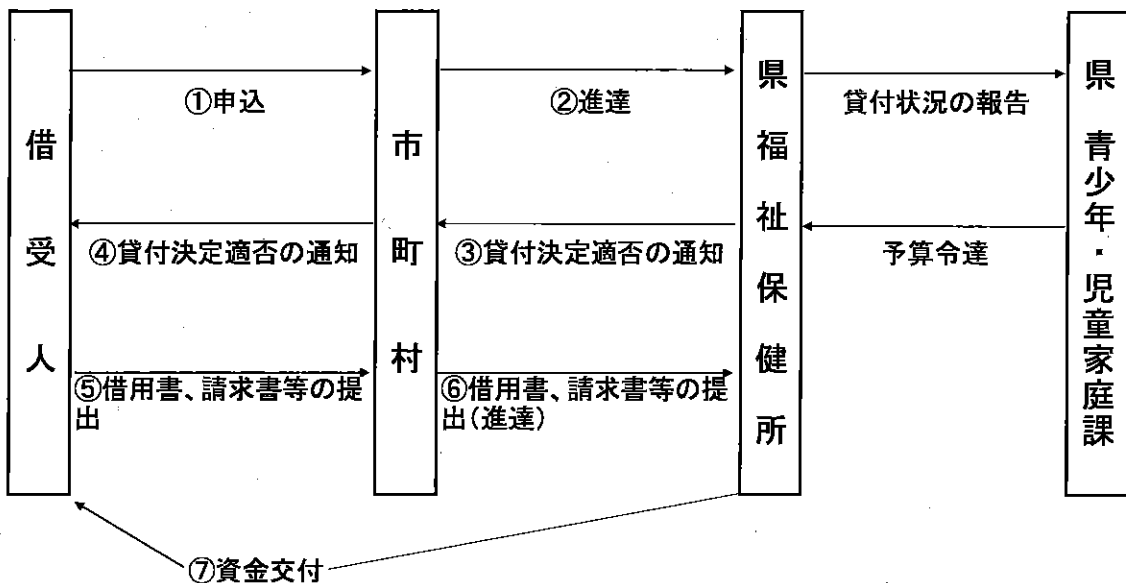 借受人
市町村
県福祉保健所
県 青少年・児童家庭課
①申込
②進達
貸付状況の報告
④貸付決定適否の通知
③貸付決定適否の通知
予算令達
⑤借用書、請求書等の提
出
⑥借用書、請求書等の提
出(進達)
⑦資金交付